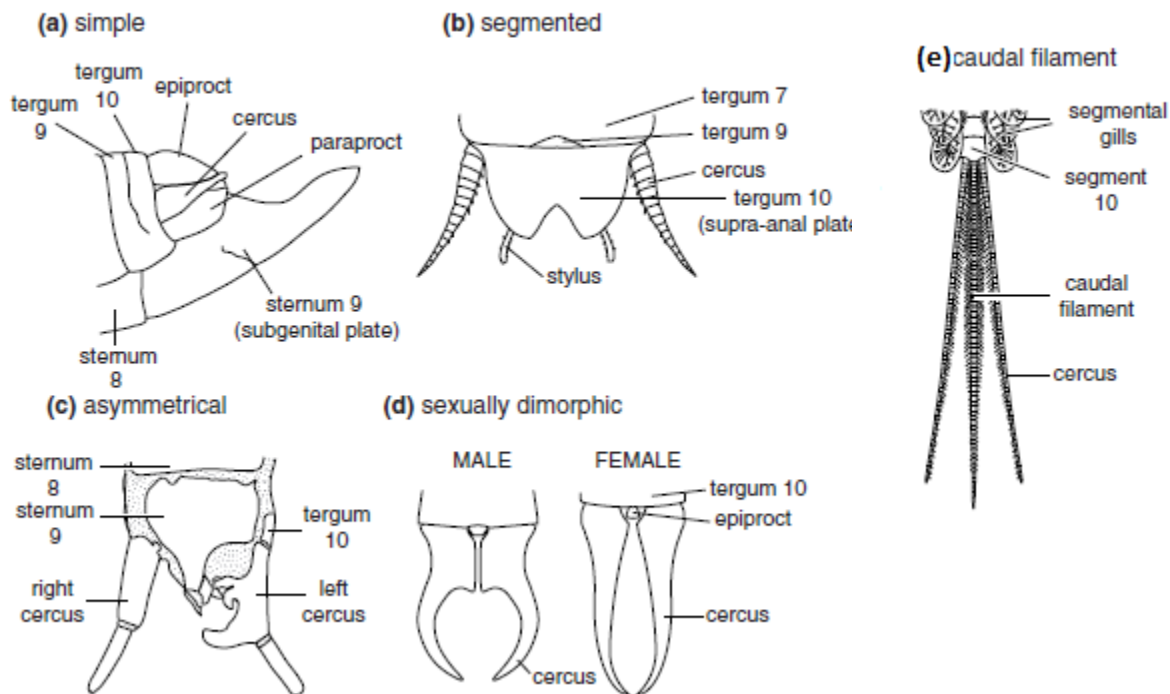 (a) simple
tergum
10
tergum
9
epiproct
cercus
paraproct
sternum 9
(subgenital plate)
sternum
8
(b) segmented
tergum 7
tergum 9
cercus
tergum 10
(supra-anal plate
stylus
(e) caudal filament
segmental
gills
segment
10
caudal
filament
cercus
(c) asymmetrical
sternum
8
sternum
9
tergum
10
right
cercus
left
cercus
(d) sexually dimorphic
MALE
FEMALE
tergum 10
epiproct
cercus
cercus